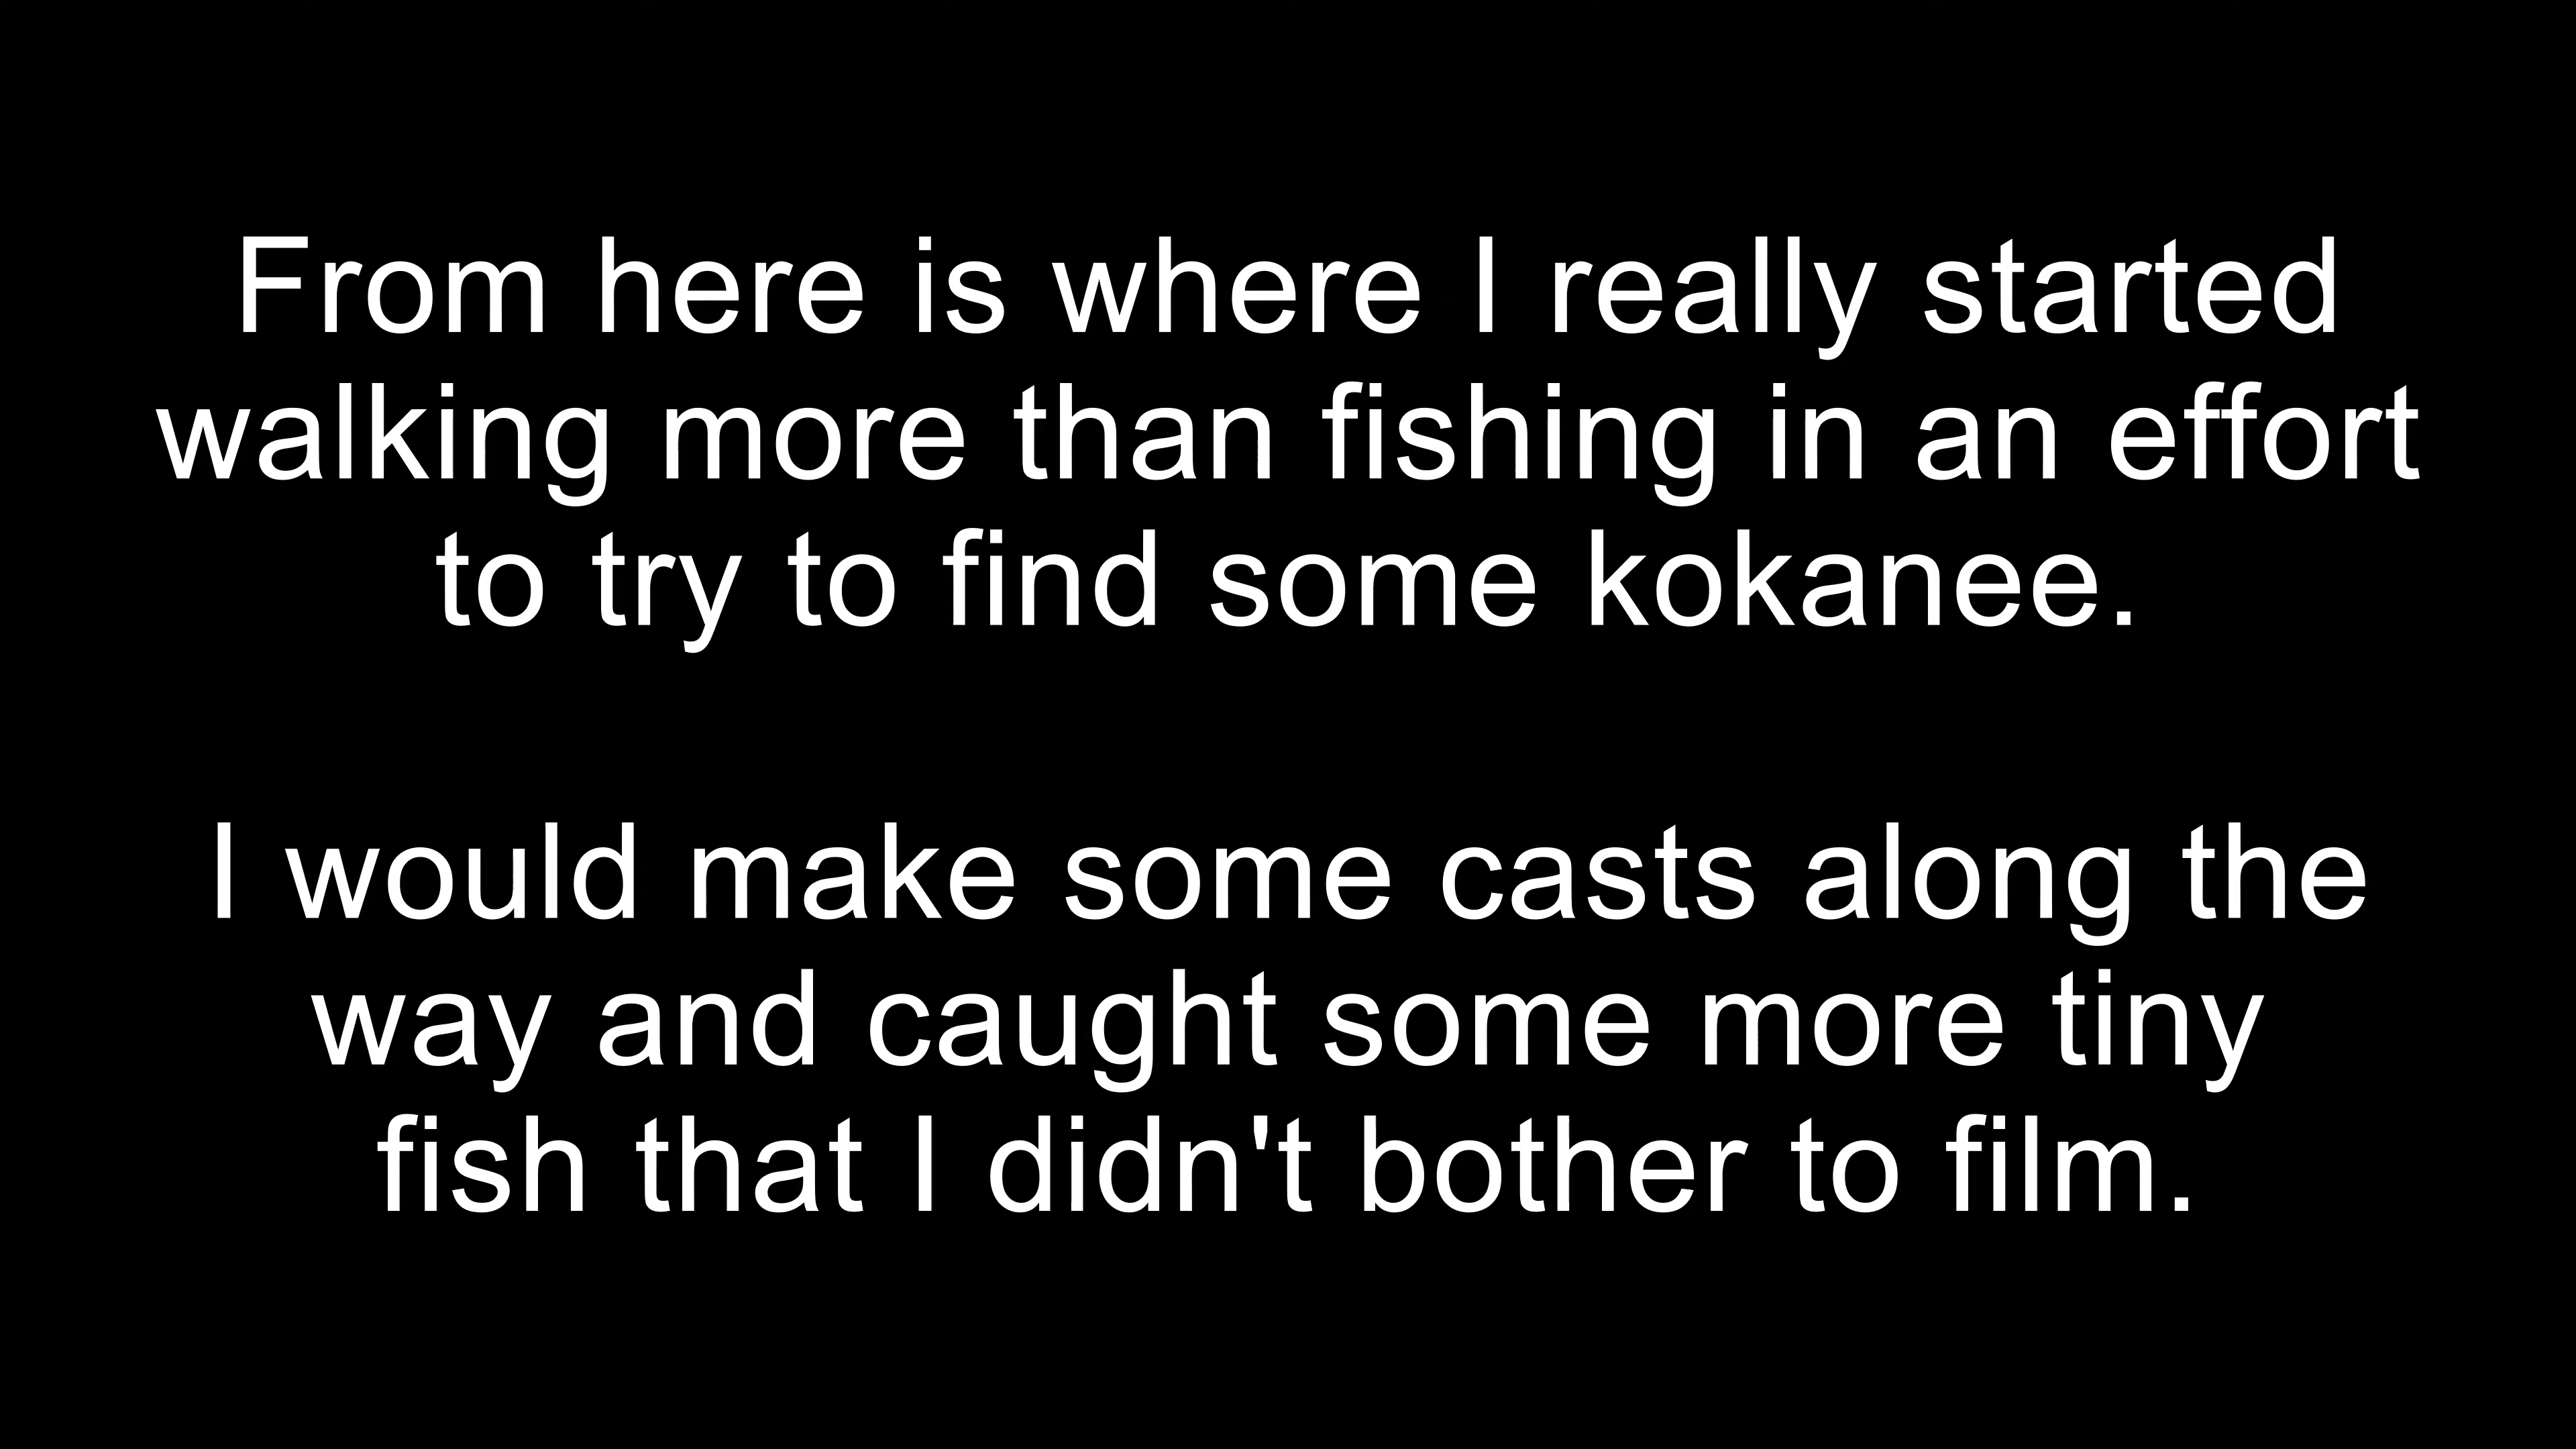 From here is where I really started
walking more than fishing in an effort
to try to find some kokanee.
I would make some casts along the
way and caught some more tiny
fish that I didn't bother to film.